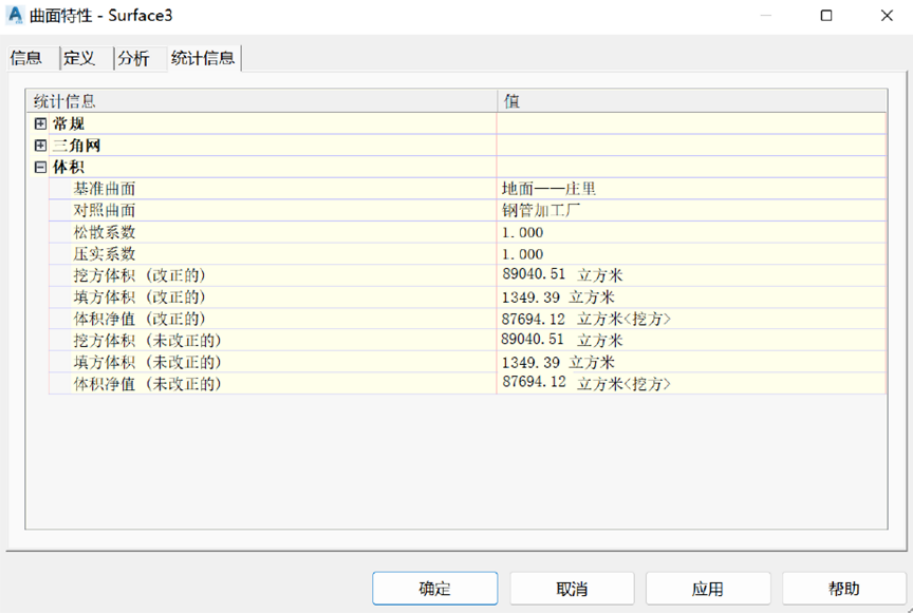 曲面特性 - Surface3
信息 定义 分析 统计信息
统计信息 值
常规
三角网
体积
基准曲面 地面——庄里
对照曲面 钢管加工厂
松散系数 1.000
压实系数 1.000
挖方体积 (改正的) 89040.51 立方米
填方体积 (改正的) 1349.39 立方米
体积净值 (改正的) 87694.12 立方米<挖方>
挖方体积 (未改正的) 89040.51 立方米
填方体积 (未改正的) 1349.39 立方米
体积净值 (未改正的) 87694.12 立方米<挖方>
确定 取消 应用 帮助